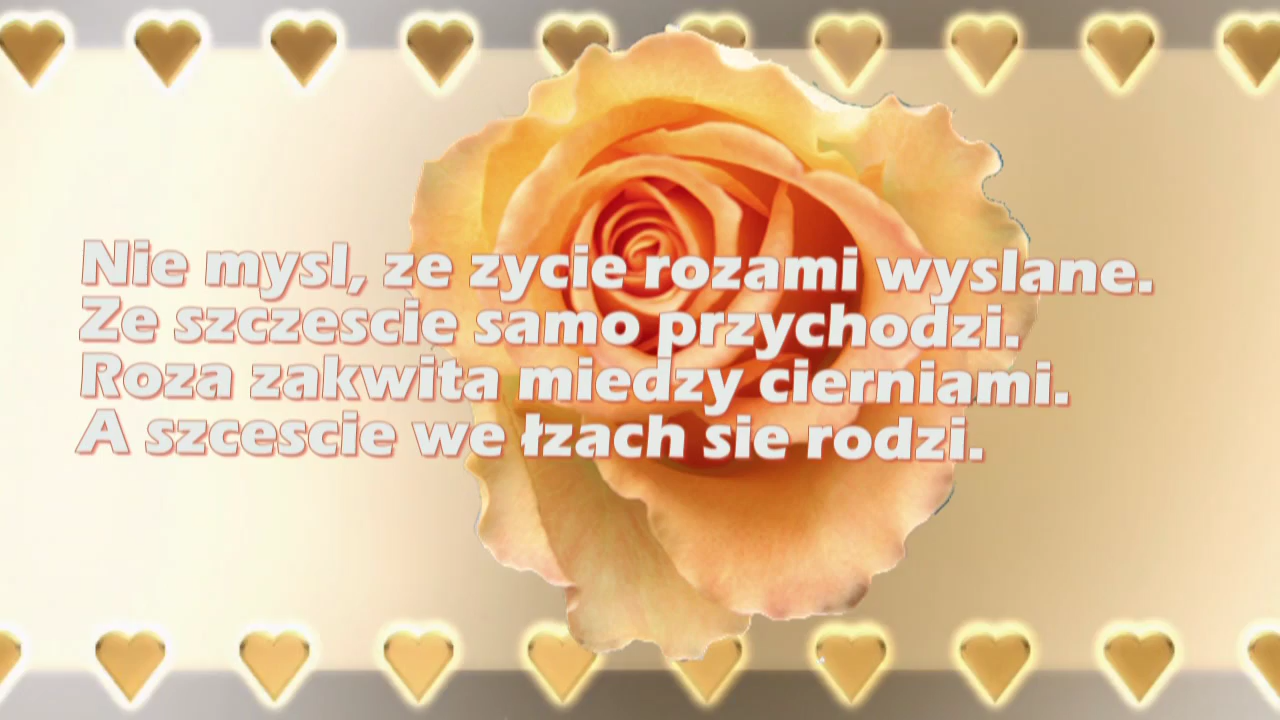 Nie mysl, ze zycie rozami wyslane.
Ze szczescie samo przychodzi.
Roza zakwita miedzy cierniami.
A szcescie we łzach sie rodzi.